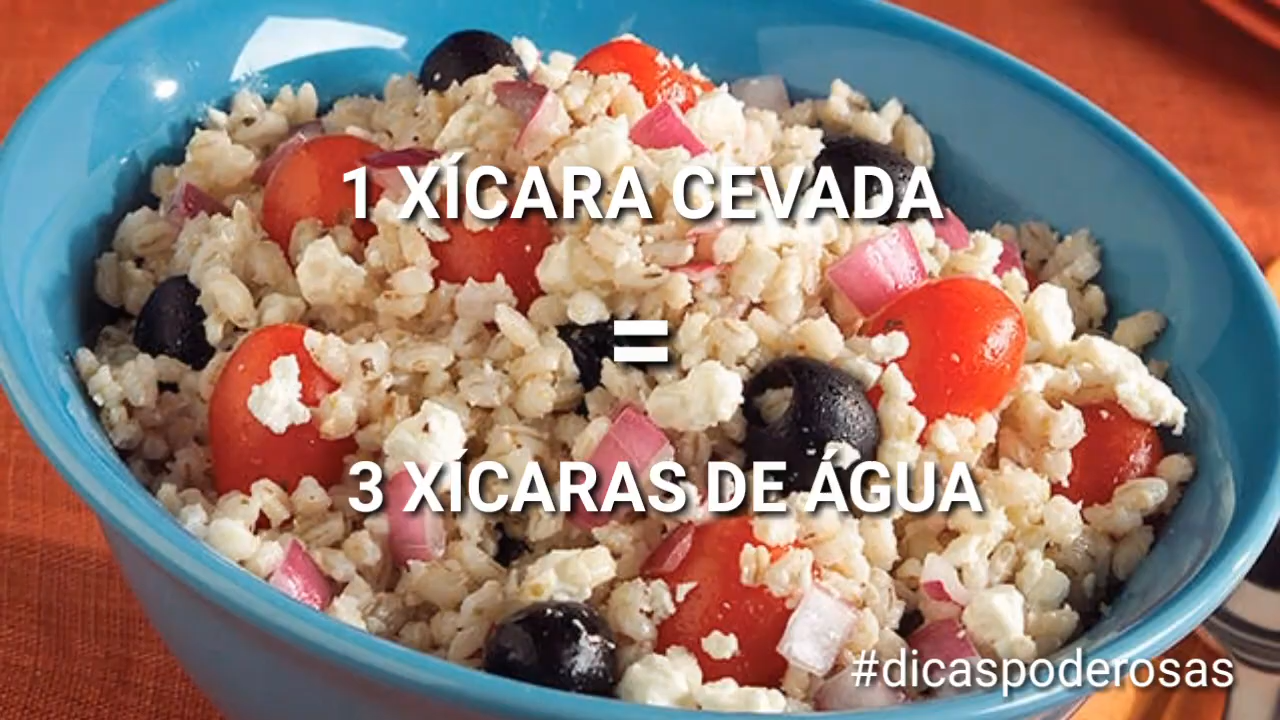 1 XÍCARA CEVADA
=
3 XÍCARAS DE ÁGUA
#dicaspoderosas